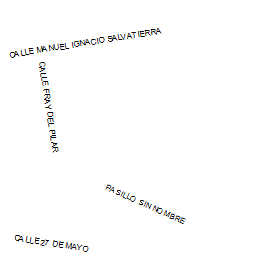 CALLE MANUEL IGNACIO SALVATIERRA
CALLE FRAY DEL PILAR
PASILLO SIN NOMBRE
CALLE 27 DE MAYO